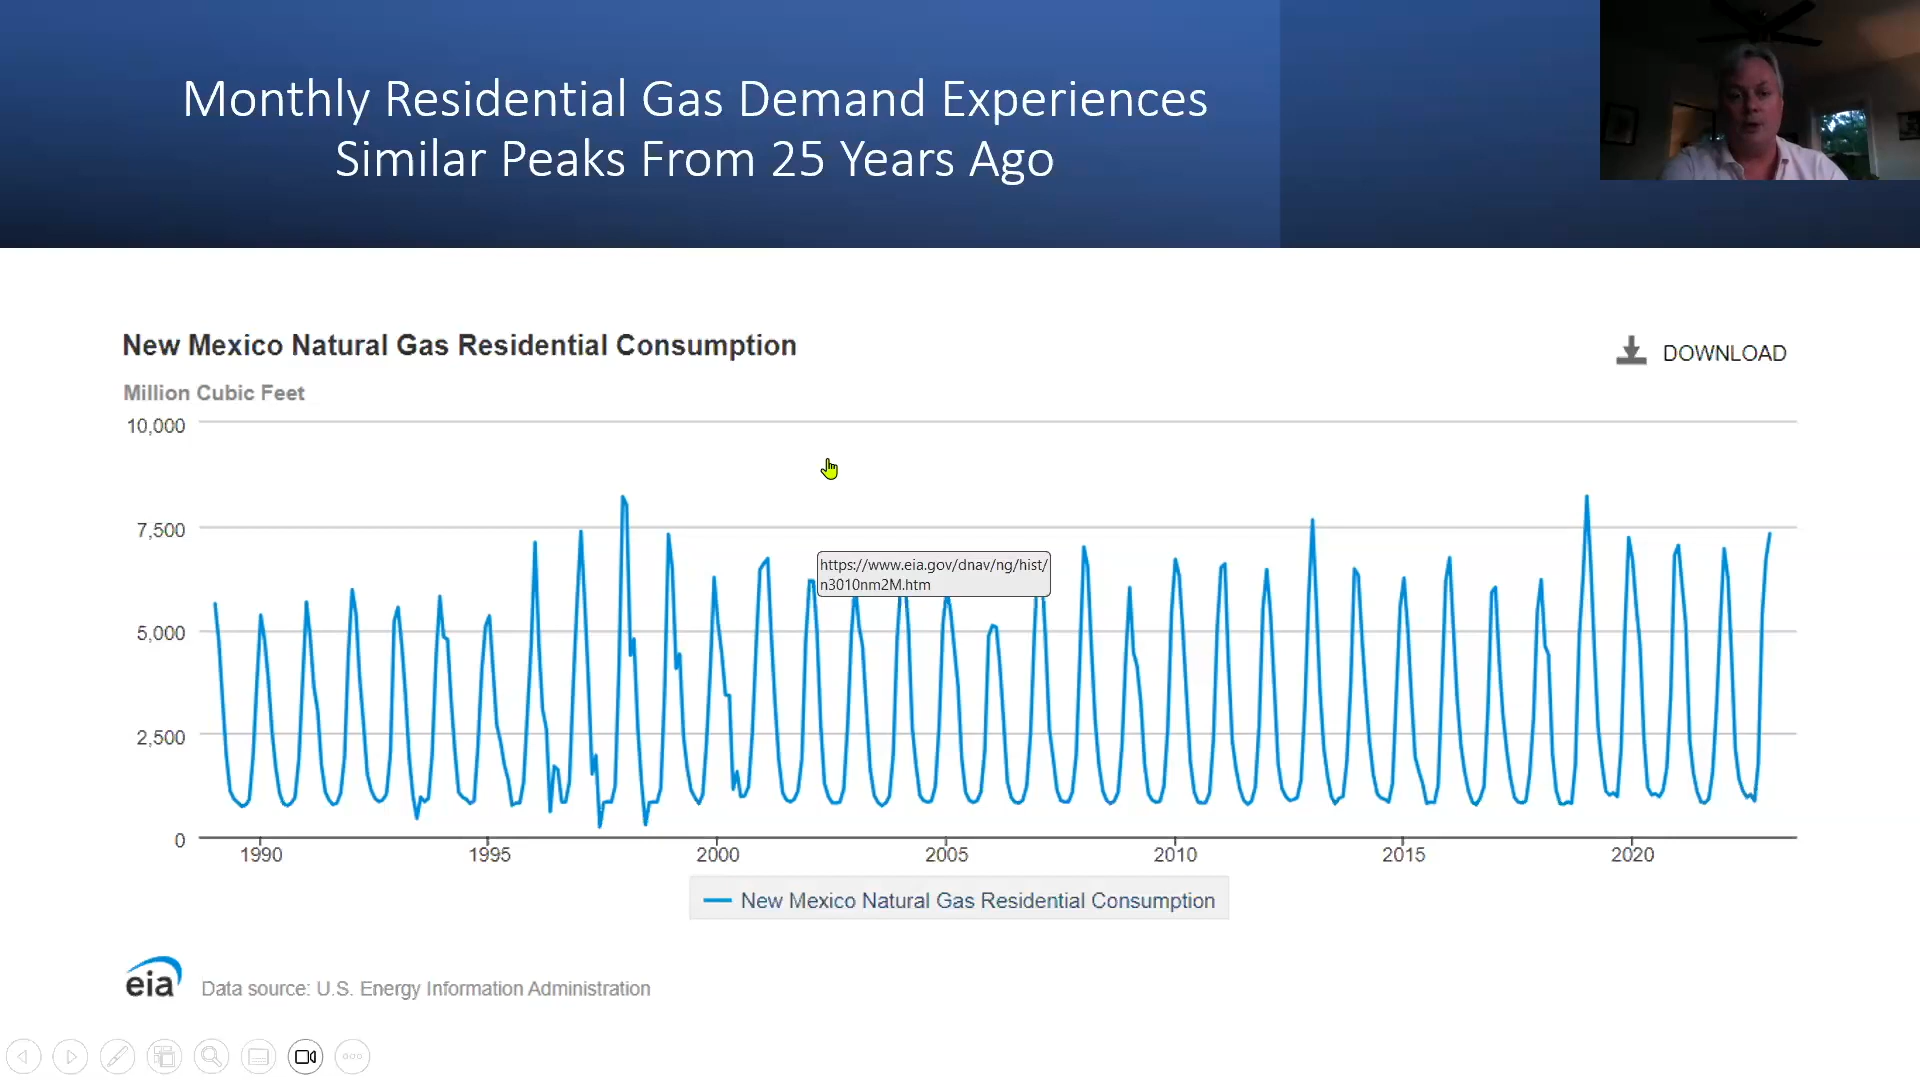 Monthly Residential Gas Demand Experiences
Similar Peaks From 25 Years Ago
New Mexico Natural Gas Residential Consumption
DOWNLOAD
Million Cubic Feet
10,000
7,500
https://www.eia.gov/dnav/ng/hist/
n3010nm2M.htm
5,000
2,500
0
1990 1995 2000 2005 2010 2015 2020
New Mexico Natural Gas Residential Consumption
eia Data source: U.S. Energy Information Administration